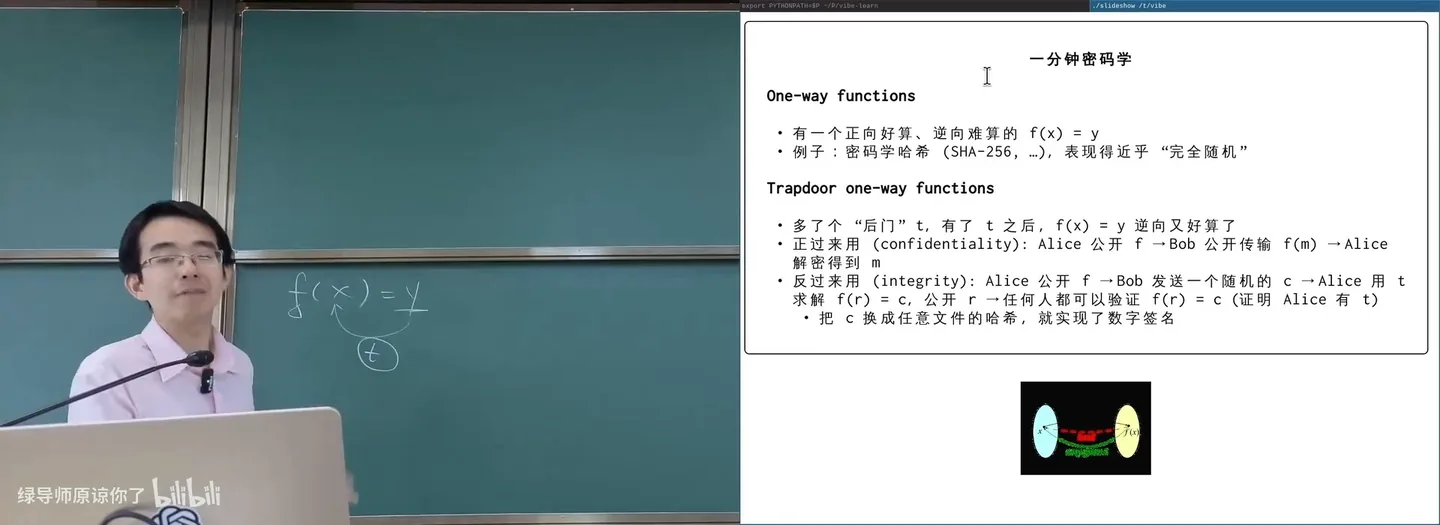 export PYTHONPATH=$P ~/P/vibe-learn
./slideshow /t/vibe
一分钟密码学
One-way functions
• 有一个正向好算、逆向难算的 f(x) = y
• 例子：密码学哈希 (SHA-256, …), 表现得近乎 “完全随机”
Trapdoor one-way functions
• 多了个 “后门” t, 有了 t 之后, f(x) = y 逆向又好算了
• 正过来用 (confidentiality): Alice 公开 f →Bob 公开传输 f(m) →Alice
解密得到 m
• 反过来用 (integrity): Alice 公开 f →Bob 发送一个随机的 c →Alice 用 t
求解 f(r) = c, 公开 r →任何人都可以验证 f(r) = c (证明 Alice 有 t)
• 把 c 换成任意文件的哈希, 就实现了数字签名
x
f(x)
f(x)=y
t
绿导师原谅你了 bilibili